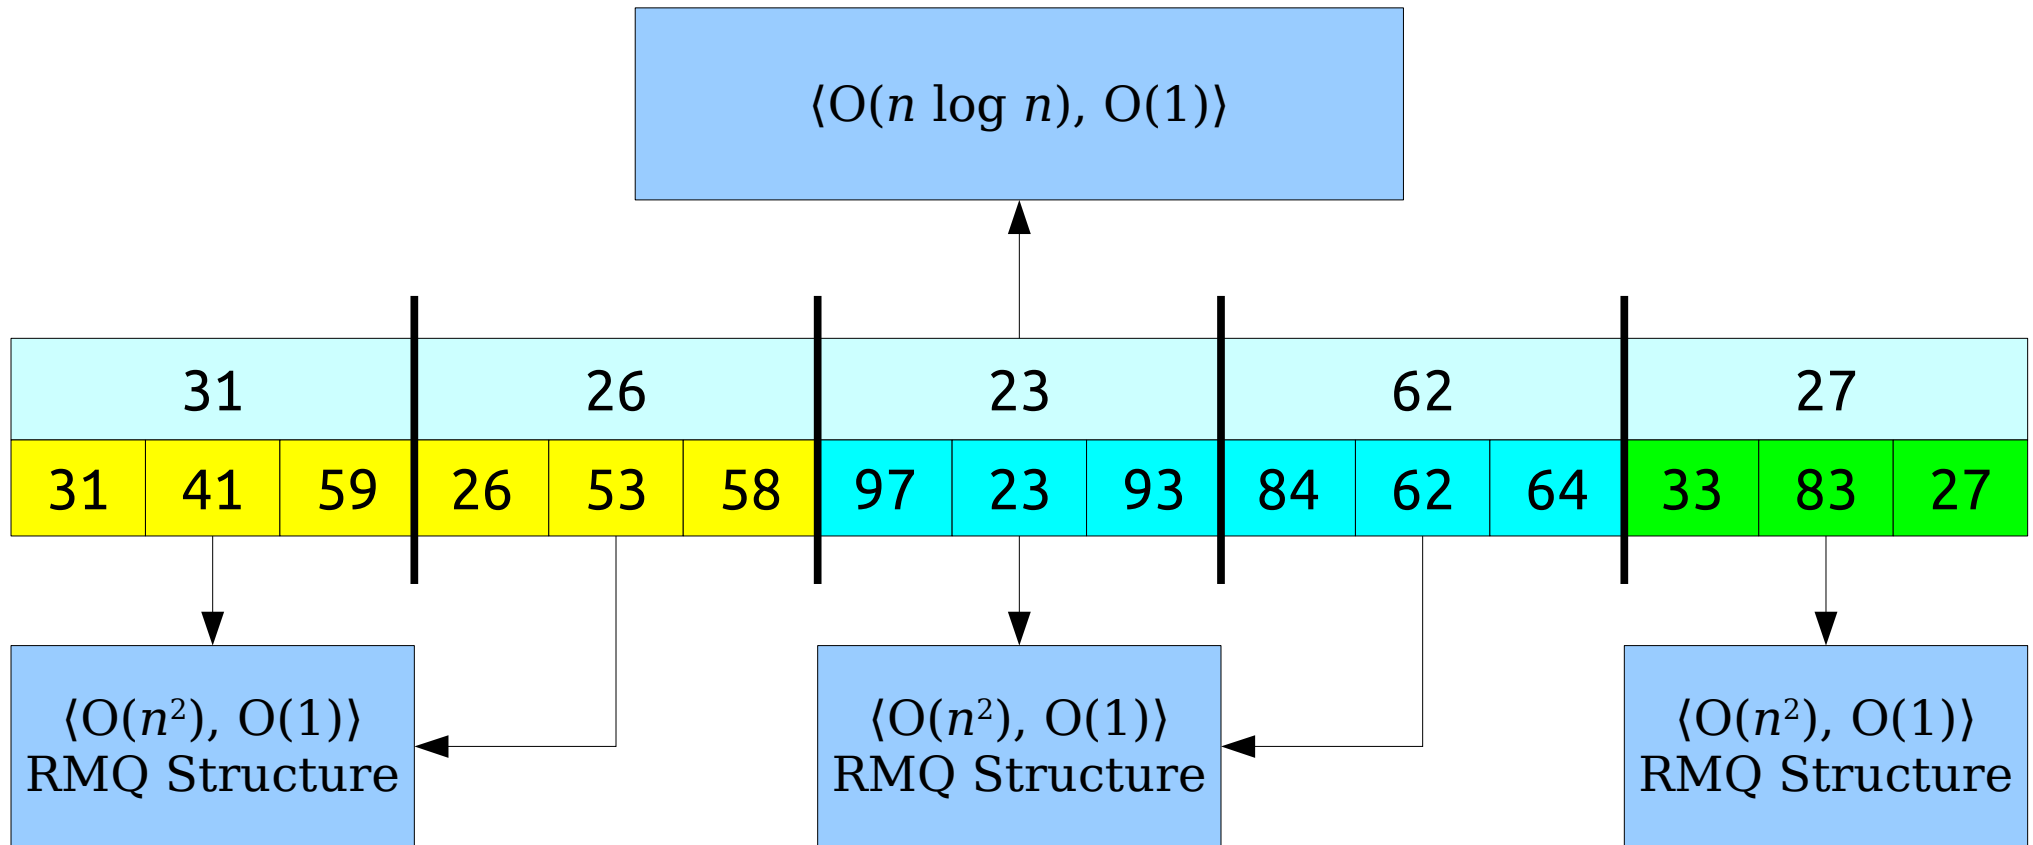 ⟨O(n log n), O(1)⟩
31 26 23 62 27
31 41 59 26 53 58 97 23 93 84 62 64 33 83 27
⟨O(n²), O(1)⟩
RMQ Structure
⟨O(n²), O(1)⟩
RMQ Structure
⟨O(n²), O(1)⟩
RMQ Structure